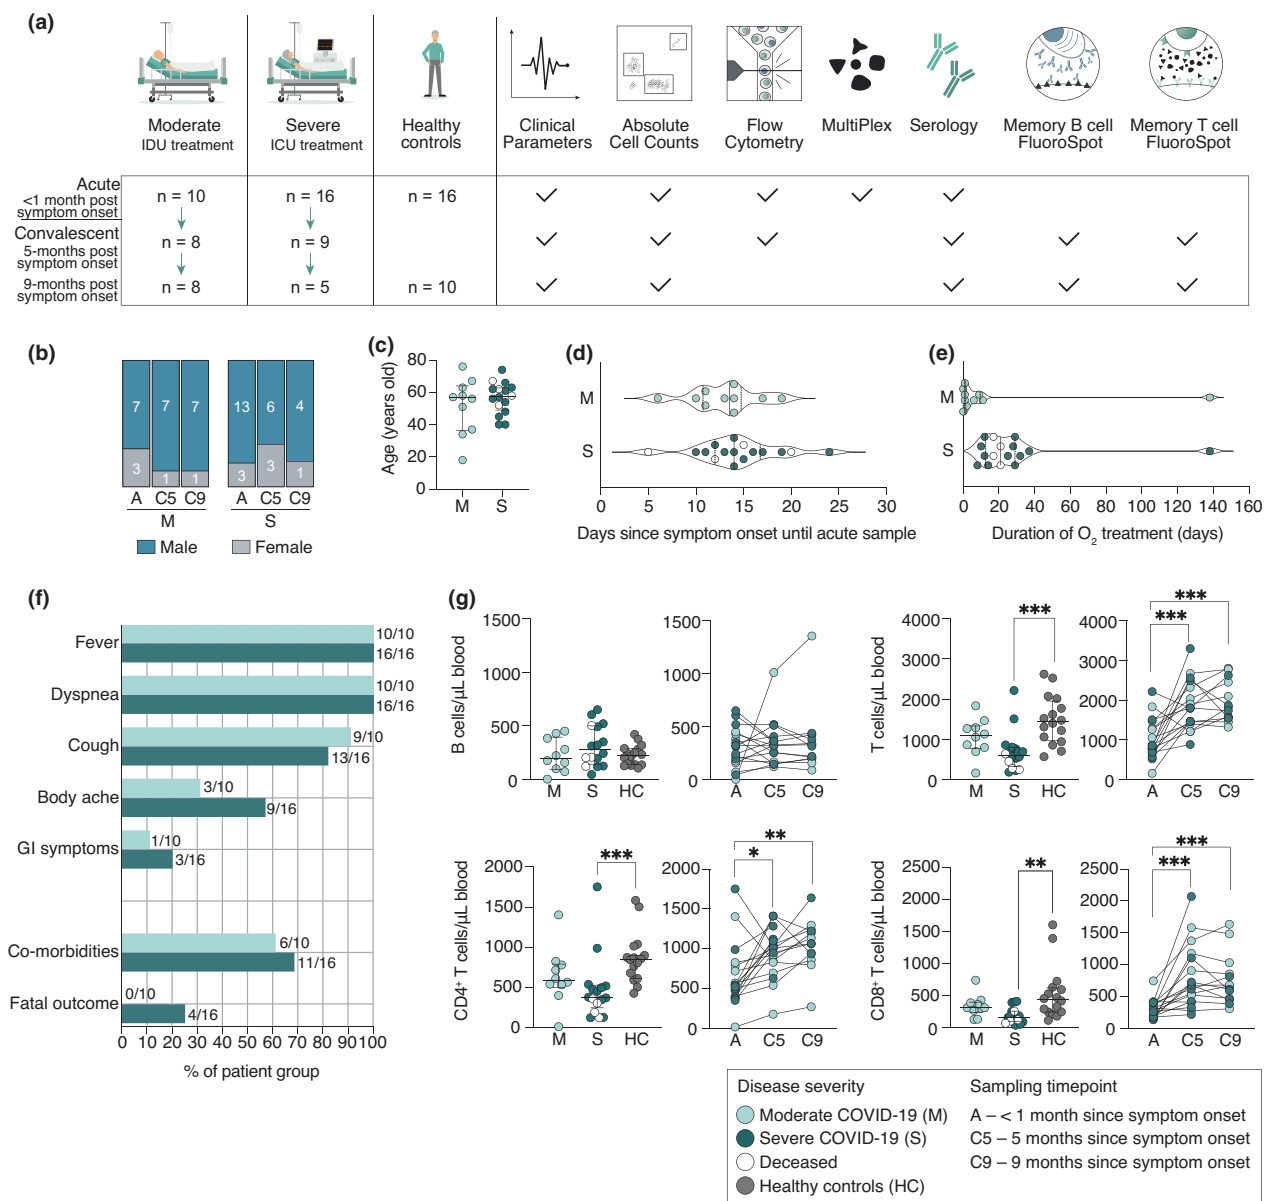 (a)
Moderate
IDU treatment
Severe
ICU treatment
Healthy
controls
Clinical
Parameters
Absolute
Cell Counts
Flow
Cytometry
MultiPlex
Serology
Memory B cell
FluoroSpot
Memory T cell
FluoroSpot
Acute
<1 month post
symptom onset
n = 10
n = 16
n = 16
Convalescent
5-months post
symptom onset
n = 8
n = 9
9-months post
symptom onset
n = 8
n = 5
n = 10
(b)
7 7 7 13 6 4
3 1 1 3 3 1
A C5 C9 A C5 C9
M S
Male Female
(c)
Age (years old)
80
60
40
20
0
M S
(d)
M
S
0 5 10 15 20 25 30
Days since symptom onset until acute sample
(e)
M
S
0 20 40 60 80 100 120 140 160
Duration of O2 treatment (days)
(f)
Fever 10/10
16/16
Dyspnea 10/10
16/16
Cough 9/10
13/16
Body ache 3/10
9/16
GI symptoms 1/10
3/16
Co-morbidities 6/10
11/16
Fatal outcome 0/10
4/16
0 10 20 30 40 50 60 70 80 90 100
% of patient group
(g)
B cells/µL blood
1500
1000
500
0
M S HC
1500
1000
500
0
A C5 C9
T cells/µL blood
4000
3000
2000
1000
0
***
M S HC
4000
3000
2000
1000
0
***
***
A C5 C9
CD4+ T cells/µL blood
2000
1500
1000
500
0
***
M S HC
2000
1500
1000
500
0
**
*
A C5 C9
CD8+ T cells/µL blood
2500
2000
1500
1000
500
0
**
M S HC
2500
2000
1500
1000
500
0
***
***
A C5 C9
Disease severity
Moderate COVID-19 (M)
Severe COVID-19 (S)
Deceased
Healthy controls (HC)
Sampling timepoint
A – < 1 month since symptom onset
C5 – 5 months since symptom onset
C9 – 9 months since symptom onset